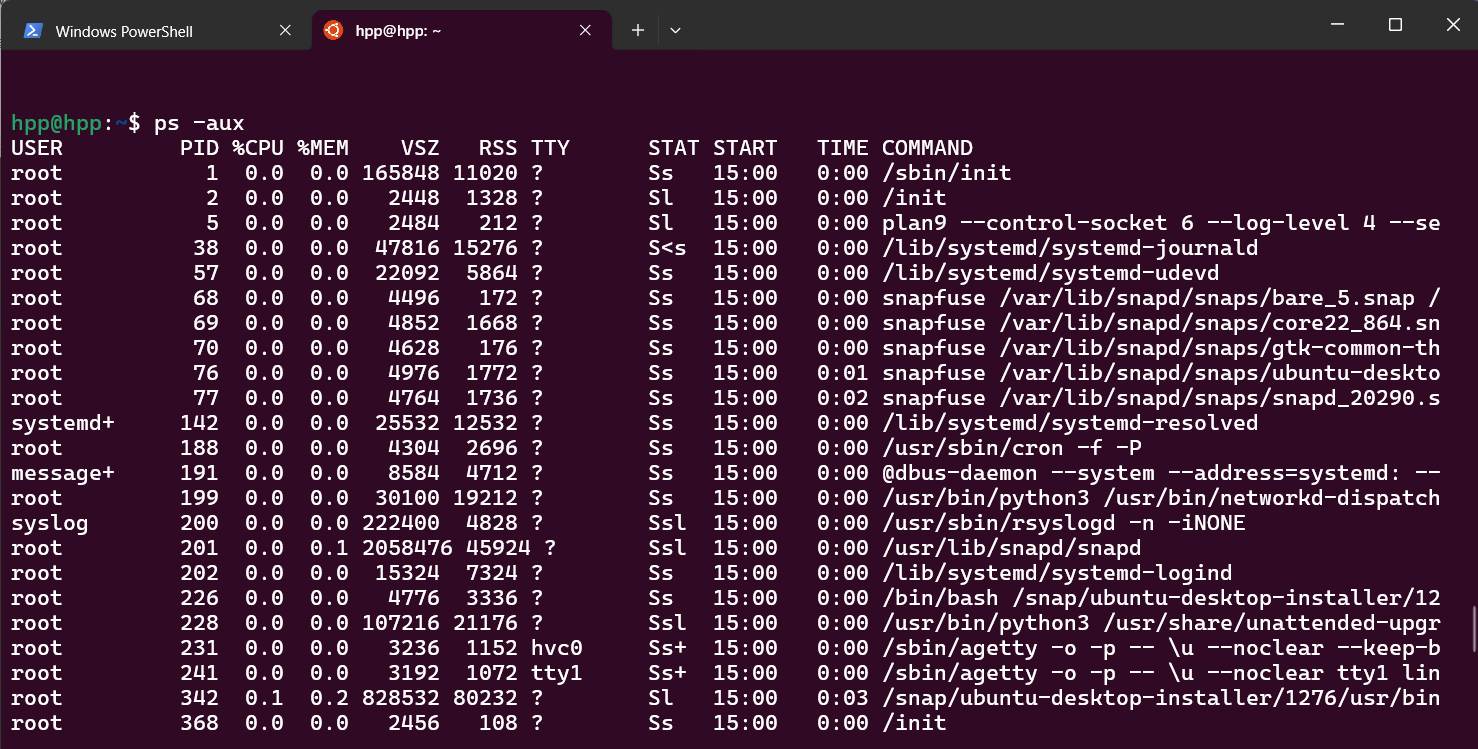 Windows PowerShell
hpp@hpp: ~
hpp@hpp:~$ ps -aux
USER         PID %CPU %MEM    VSZ   RSS TTY      STAT START   TIME COMMAND
root           1  0.0  0.0 165848 11020 ?        Ss   15:00   0:00 /sbin/init
root           2  0.0  0.0   2448  1328 ?        Sl   15:00   0:00 /init
root           5  0.0  0.0   2484   212 ?        Sl   15:00   0:00 plan9 --control-socket 6 --log-level 4 --se
root          38  0.0  0.0  47816 15276 ?        S<s  15:00   0:00 /lib/systemd/systemd-journald
root          57  0.0  0.0  22092  5864 ?        Ss   15:00   0:00 /lib/systemd/systemd-udevd
root          68  0.0  0.0   4496   172 ?        Ss   15:00   0:00 snapfuse /var/lib/snapd/snaps/bare_5.snap /
root          69  0.0  0.0   4852  1668 ?        Ss   15:00   0:00 snapfuse /var/lib/snapd/snaps/core22_864.sn
root          70  0.0  0.0   4628   176 ?        Ss   15:00   0:00 snapfuse /var/lib/snapd/snaps/gtk-common-th
root          76  0.0  0.0   4976  1772 ?        Ss   15:00   0:01 snapfuse /var/lib/snapd/snaps/ubuntu-deskto
root          77  0.0  0.0   4764  1736 ?        Ss   15:00   0:02 snapfuse /var/lib/snapd/snaps/snapd_20290.s
systemd+     142  0.0  0.0  25532 12532 ?        Ss   15:00   0:00 /lib/systemd/systemd-resolved
root         188  0.0  0.0   4304  2696 ?        Ss   15:00   0:00 /usr/sbin/cron -f -P
message+     191  0.0  0.0   8584  4712 ?        Ss   15:00   0:00 @dbus-daemon --system --address=systemd: --
root         199  0.0  0.0  30100 19212 ?        Ss   15:00   0:00 /usr/bin/python3 /usr/bin/networkd-dispatch
syslog       200  0.0  0.0 222400  4828 ?        Ssl  15:00   0:00 /usr/sbin/rsyslogd -n -iNONE
root         201  0.0  0.1 2058476 45924 ?       Ssl  15:00   0:00 /usr/lib/snapd/snapd
root         202  0.0  0.0  15324  7324 ?        Ss   15:00   0:00 /lib/systemd/systemd-logind
root         226  0.0  0.0   4776  3336 ?        Ss   15:00   0:00 /bin/bash /snap/ubuntu-desktop-installer/12
root         228  0.0  0.0 107216 21176 ?        Ssl  15:00   0:00 /usr/bin/python3 /usr/share/unattended-upgr
root         231  0.0  0.0   3236  1152 hvc0     Ss+  15:00   0:00 /sbin/agetty -o -p -- \u --noclear --keep-b
root         241  0.0  0.0   3192  1072 tty1     Ss+  15:00   0:00 /sbin/agetty -o -p -- \u --noclear tty1 lin
root         342  0.1  0.2 828532 80232 ?        Sl   15:00   0:03 /snap/ubuntu-desktop-installer/1276/usr/bin
root         368  0.0  0.0   2456   108 ?        Ss   15:00   0:00 /init